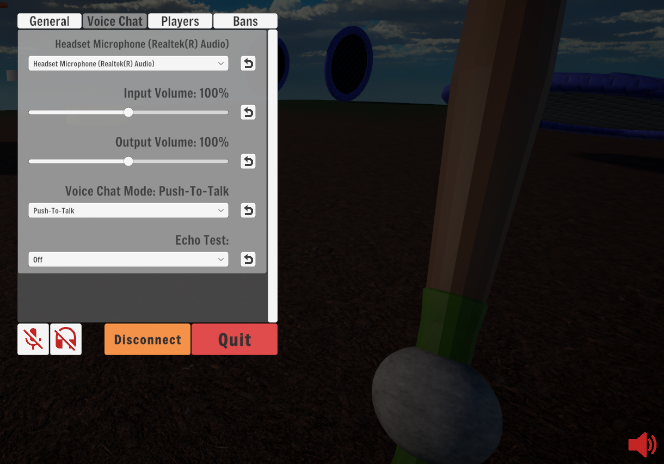 General Voice Chat Players Bans
Headset Microphone (Realtek(R) Audio)
Headset Microphone (Realtek(R) Audio)
Input Volume: 100%
Output Volume: 100%
Voice Chat Mode: Push-To-Talk
Push-To-Talk
Echo Test:
Off
Disconnect Quit